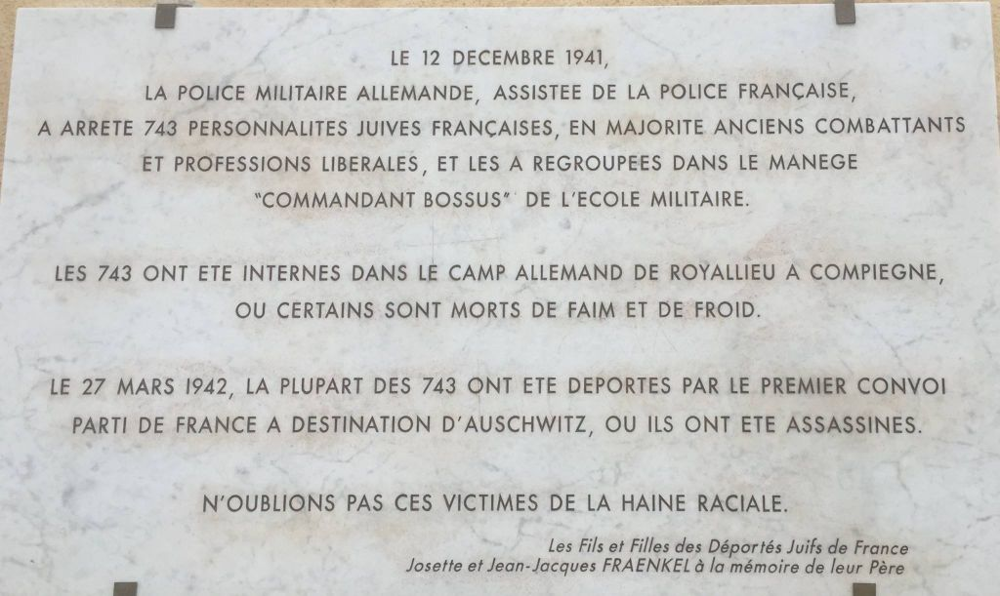 LE 12 DECEMBRE 1941,
LA POLICE MILITAIRE ALLEMANDE, ASSISTEE DE LA POLICE FRANÇAISE,
A ARRETE 743 PERSONNALITES JUIVES FRANÇAISES, EN MAJORITE ANCIENS COMBATTANTS
ET PROFESSIONS LIBERALES, ET LES A REGROUPEES DANS LE MANEGE
"COMMANDANT BOSSUS" DE L'ECOLE MILITAIRE.
LES 743 ONT ETE INTERNES DANS LE CAMP ALLEMAND DE ROYALLIEU A COMPIEGNE,
OU CERTAINS SONT MORTS DE FAIM ET DE FROID.
LE 27 MARS 1942, LA PLUPART DES 743 ONT ETE DEPORTES PAR LE PREMIER CONVOI
PARTI DE FRANCE A DESTINATION D'AUSCHWITZ, OU ILS ONT ETE ASSASSINES.
N'OUBLIONS PAS CES VICTIMES DE LA HAINE RACIALE.
Les Fils et Filles des Déportés Juifs de France
Josette et Jean-Jacques FRAENKEL à la mémoire de leur Père